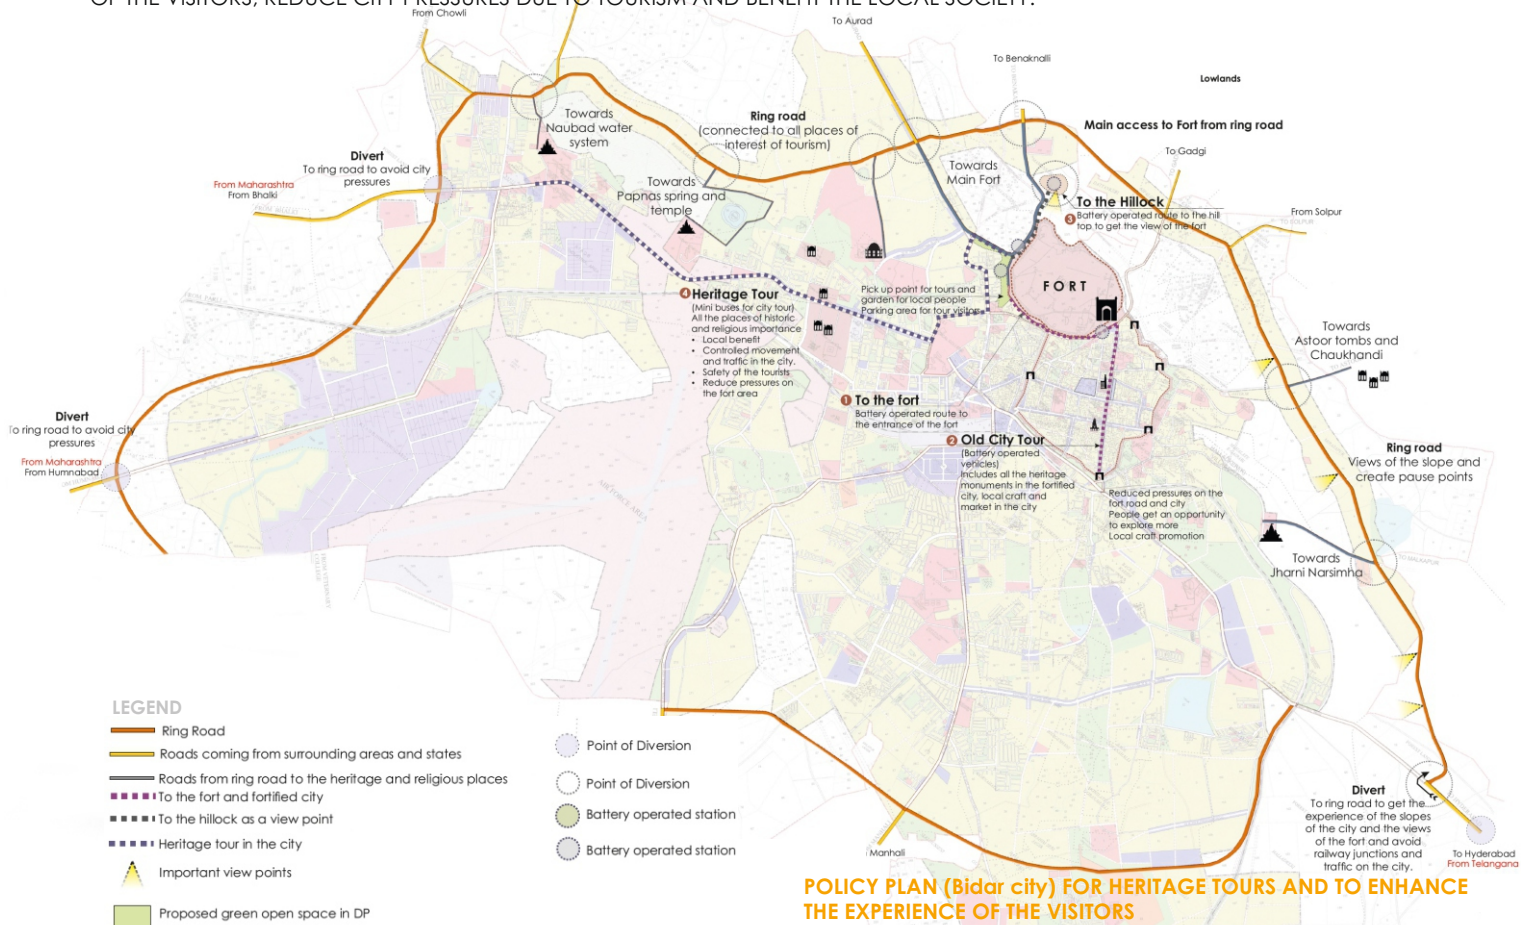 OF THE VISITORS, REDUCE CITY PRESSURES DUE TO TOURISM AND BENEFIT THE LOCAL SOCIETY.
From Chowli
To Aurad
To Benaknalli
Lowlands
Towards
Naubad water
system
Ring road
(connected to all places of
interest of tourism)
Main access to Fort from ring road
To Gadgi
Divert
To ring road to avoid city
pressures
From Maharashtra
From Bhalki
Towards
Papnas spring and
temple
Towards
Main Fort
3 To the Hillock
Battery operated route to the hill
top to get the view of the fort
From Solpur
FORT
4 Heritage Tour
(Mini buses for city tour)
All the places of historic
and religious importance
• Local benefit
• Controlled movement
and traffic in the city.
• Safety of the tourists
• Reduce pressures on
the fort area
Pick up point for tours and
garden for local people
Parking area for tour visitors
Towards
Astoor tombs and
Chaukhandi
1 To the fort
Battery operated route to
the entrance of the fort
Divert
To ring road to avoid city
pressures
From Maharashtra
From Humnabad
2 Old City Tour
(Battery operated
vehicles)
Includes all the heritage
monuments in the fortified
city, local craft and
market in the city
Ring road
Views of the slope and
create pause points
Reduced pressures on the
fort road and city
People get an opportunity
to explore more
Local craft promotion
Towards
Jharni Narsimha
LEGEND
Ring Road
Roads coming from surrounding areas and states
Roads from ring road to the heritage and religious places
To the fort and fortified city
To the hillock as a view point
Heritage tour in the city
Important view points
Proposed green open space in DP
Point of Diversion
Point of Diversion
Battery operated station
Battery operated station
Manhali
Divert
To ring road to get the
experience of the slopes
of the city and the views
of the fort and avoid
railway junctions and
traffic on the city.
To Hyderabad
From Telangana
POLICY PLAN (Bidar city) FOR HERITAGE TOURS AND TO ENHANCE
THE EXPERIENCE OF THE VISITORS